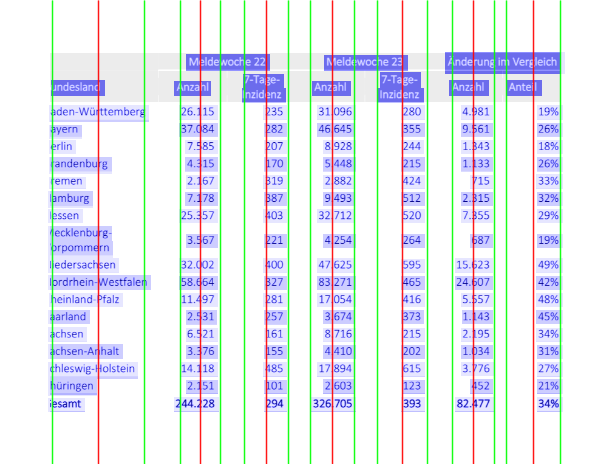 Meldewoche 22 Meldewoche 23 Änderung im Vergleich
undesland Anzahl 7-Tage-Inzidenz Anzahl 7-Tage-Inzidenz Anzahl Anteil
aden-Württemberg 26.115 235 31.096 280 4.981 19%
ayern 37.084 282 46.645 355 9.561 26%
erlin 7.585 207 8.928 244 1.343 18%
randenburg 4.315 170 5.448 215 1.133 26%
remen 2.167 319 2.882 424 715 33%
amburg 7.178 387 9.493 512 2.315 32%
essen 25.357 403 32.712 520 7.355 29%
ecklenburg-
orpommern 3.567 221 4.254 264 687 19%
iedersachsen 32.002 400 47.625 595 15.623 49%
ordrhein-Westfalen 58.664 327 83.271 465 24.607 42%
heinland-Pfalz 11.497 281 17.054 416 5.557 48%
aarland 2.531 257 3.674 373 1.143 45%
achsen 6.521 161 8.716 215 2.195 34%
achsen-Anhalt 3.376 155 4.410 202 1.034 31%
chleswig-Holstein 14.118 485 17.894 615 3.776 27%
hüringen 2.151 101 2.603 123 452 21%
esamt 244.228 294 326.705 393 82.477 34%